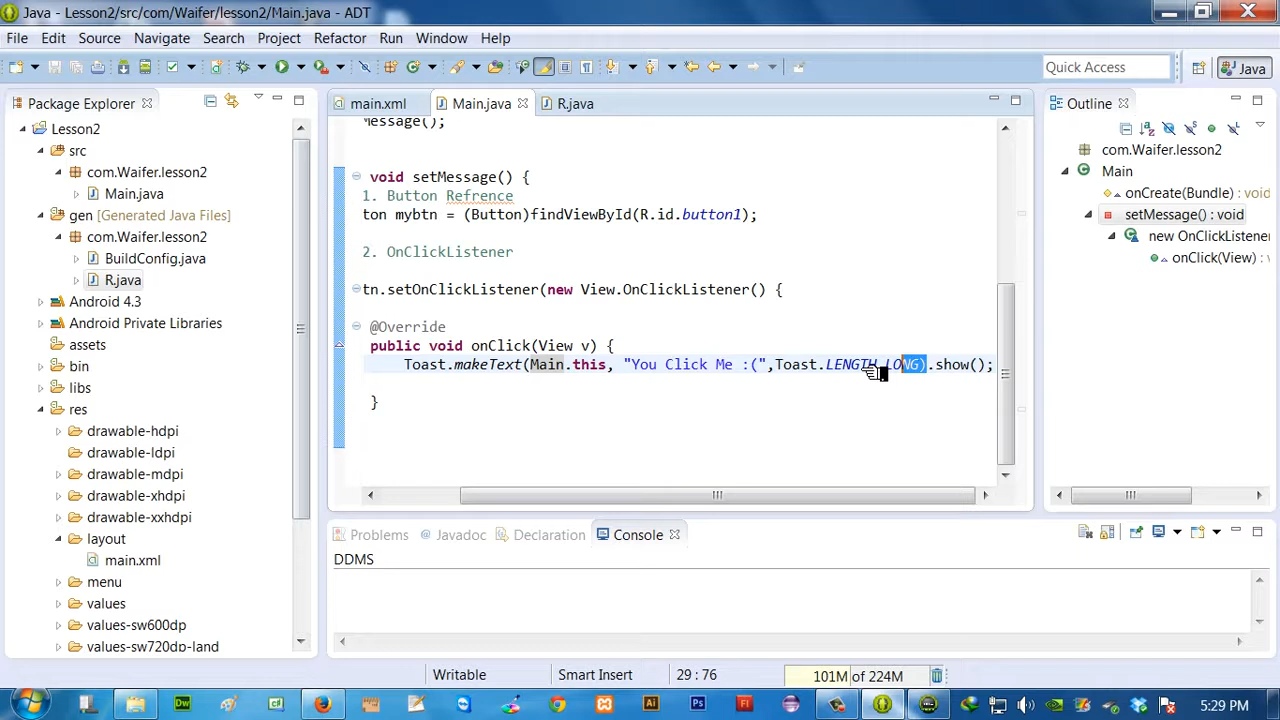 Java - Lesson2/src/com/Waifer/lesson2/Main.java - ADT
File Edit Source Navigate Search Project Refactor Run Window Help
Quick Access
Java
Package Explorer
Lesson2
src
com.Waifer.lesson2
Main.java
gen [Generated Java Files]
com.Waifer.lesson2
BuildConfig.java
R.java
Android 4.3
Android Private Libraries
assets
bin
libs
res
drawable-hdpi
drawable-ldpi
drawable-mdpi
drawable-xhdpi
drawable-xxhdpi
layout
main.xml
menu
values
values-sw600dp
values-sw720dp-land
main.xml Main.java R.java
essage();
void setMessage() {
1. Button Refrence
ton mybtn = (Button)findViewById(R.id.button1);
2. OnClickListener
tn.setOnClickListener(new View.OnClickListener() {
@Override
public void onClick(View v) {
Toast.makeText(Main.this, "You Click Me :(",Toast.LENGTH_LONG).show();
}
Outline
com.Waifer.lesson2
Main
onCreate(Bundle) : void
setMessage() : void
new OnClickListener
onClick(View) : v
Problems Javadoc Declaration Console
DDMS
Writable Smart Insert 29 : 76 101M of 224M
Dw Ai Ps Fl
5:29 PM